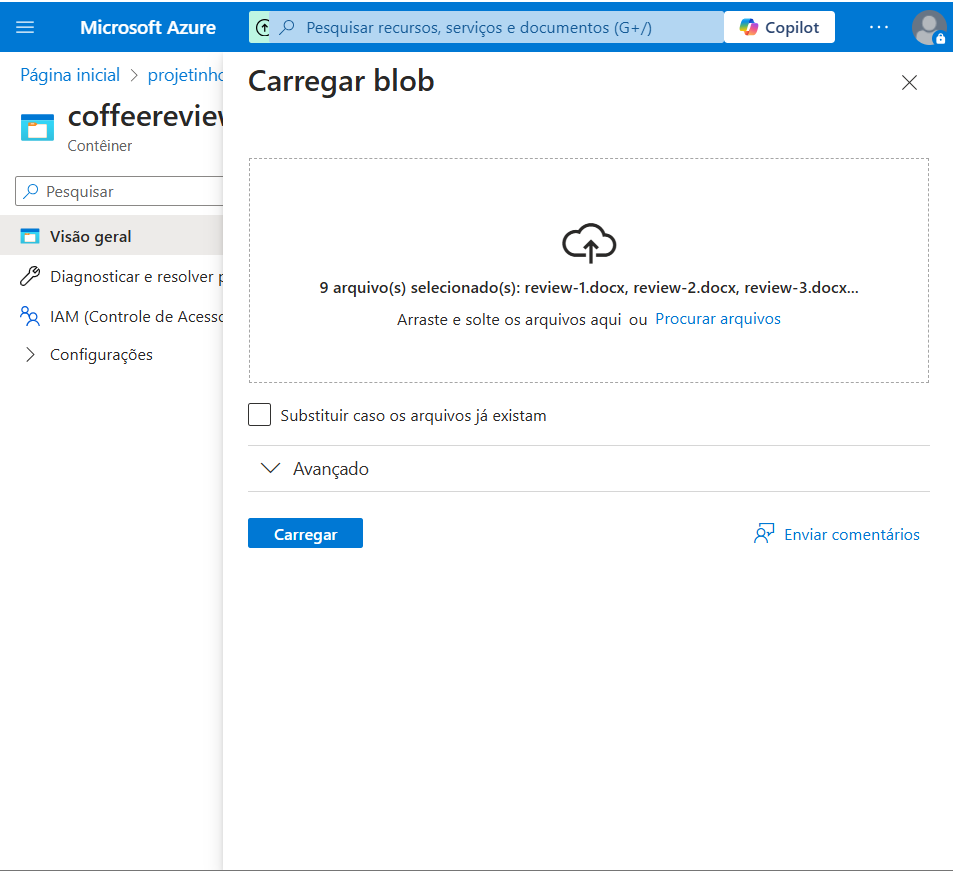 Microsoft Azure
Pesquisar recursos, serviços e documentos (G+/)
Copilot
Página inicial > projetinho
coffeereview
Contêiner
Pesquisar
Visão geral
Diagnosticar e resolver p
IAM (Controle de Acesso
Configurações
Carregar blob
9 arquivo(s) selecionado(s): review-1.docx, review-2.docx, review-3.docx...
Arraste e solte os arquivos aqui ou Procurar arquivos
Substituir caso os arquivos já existam
Avançado
Carregar
Enviar comentários